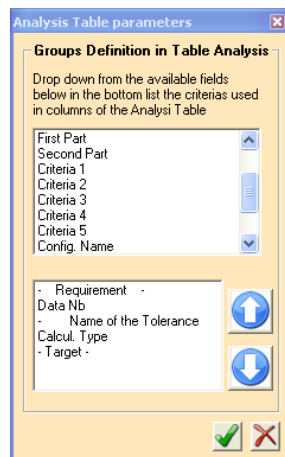 Analysis Table parameters
Groups Definition in Table Analysis
Drop down from the available fields
below in the bottom list the criterias used
in columns of the Analysi Table
First Part
Second Part
Criteria 1
Criteria 2
Criteria 3
Criteria 4
Criteria 5
Config. Name
- Requirement -
Data Nb
- Name of the Tolerance
Calcul. Type
- Target -